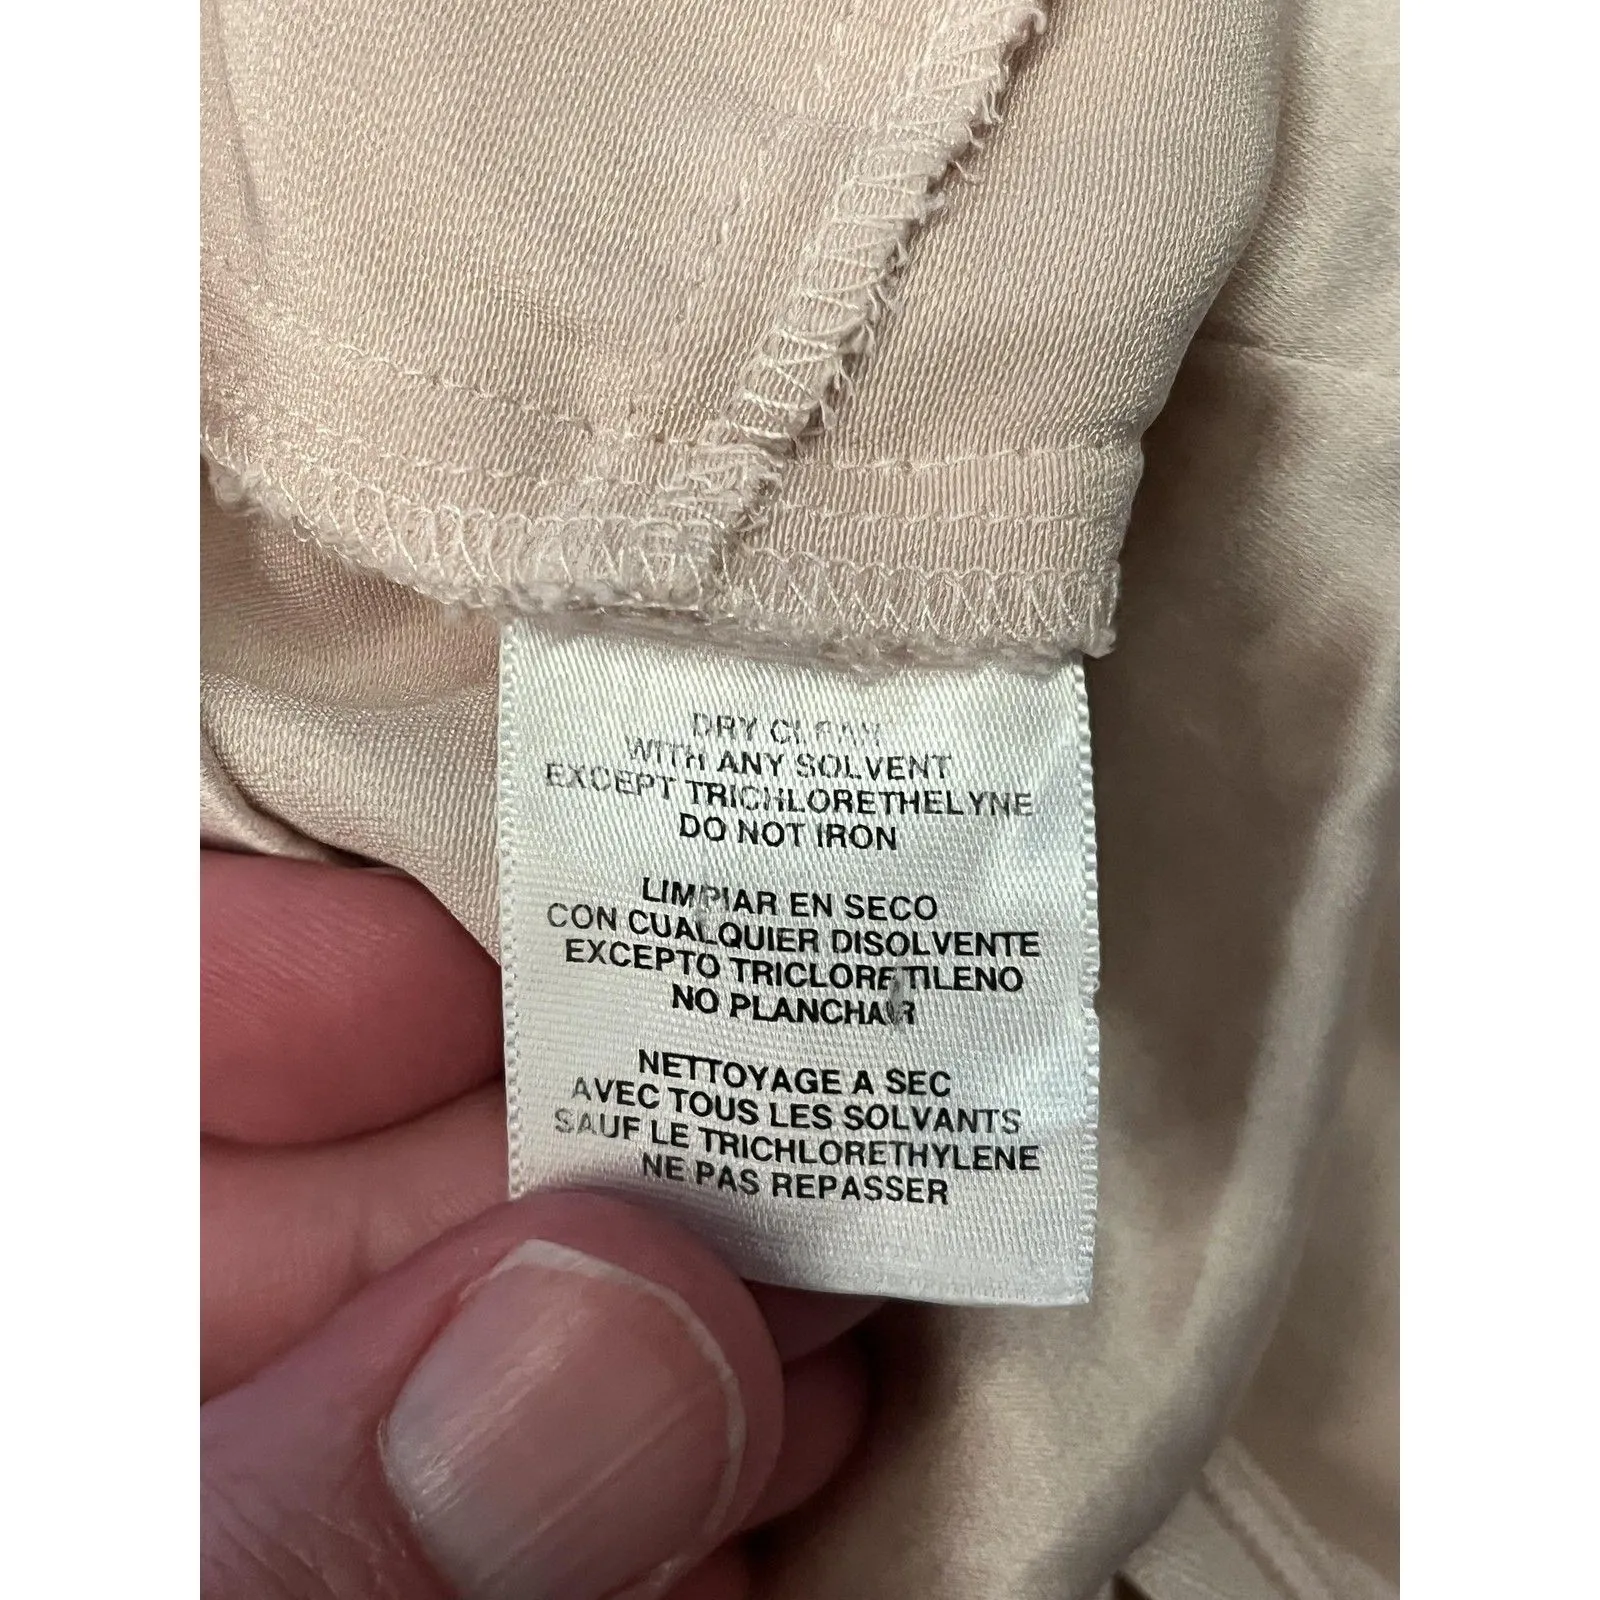 DRY CLEAN
WITH ANY SOLVENT
EXCEPT TRICHLORETHELYNE
DO NOT IRON
LIMPIAR EN SECO
CON CUALQUIER DISOLVENTE
EXCEPTO TRICLORETILENO
NO PLANCHAR
NETTOYAGE A SEC
AVEC TOUS LES SOLVANTS
SAUF LE TRICHLORETHYLENE
NE PAS REPASSER